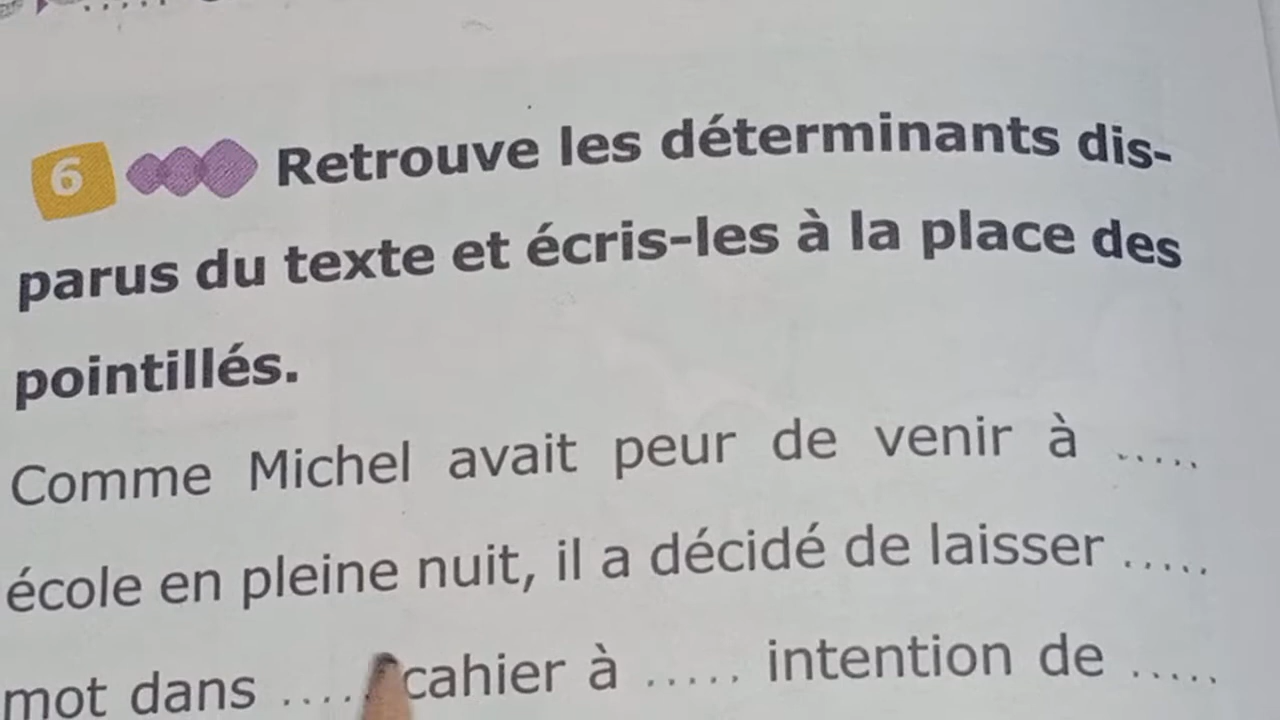 6 Retrouve les déterminants dis-
parus du texte et écris-les à la place des
pointillés.
Comme Michel avait peur de venir à .....
école en pleine nuit, il a décidé de laisser .....
mot dans ..... cahier à ..... intention de .....